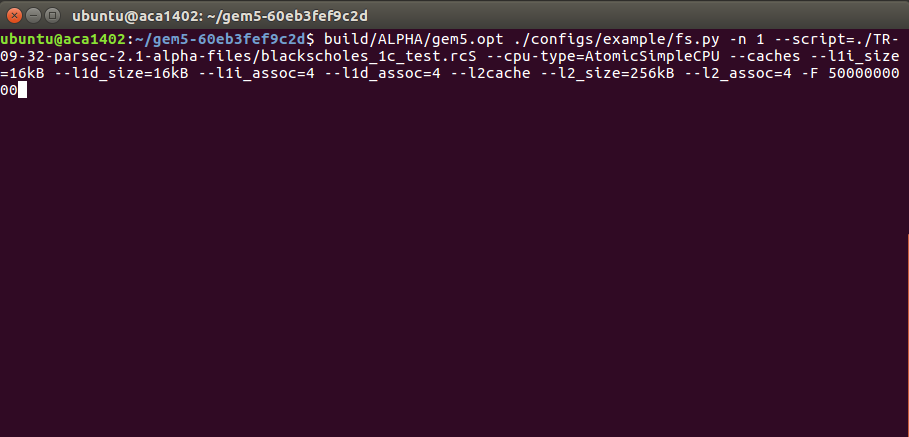 ubuntu@aca1402: ~/gem5-60eb3fef9c2d
ubuntu@aca1402:~/gem5-60eb3fef9c2d$ build/ALPHA/gem5.opt ./configs/example/fs.py -n 1 --script=./TR-
09-32-parsec-2.1-alpha-files/blackscholes_1c_test.rcS --cpu-type=AtomicSimpleCPU --caches --l1i_size
=16kB --l1d_size=16kB --l1i_assoc=4 --l1d_assoc=4 --l2cache --l2_size=256kB --l2_assoc=4 -F 50000000
00